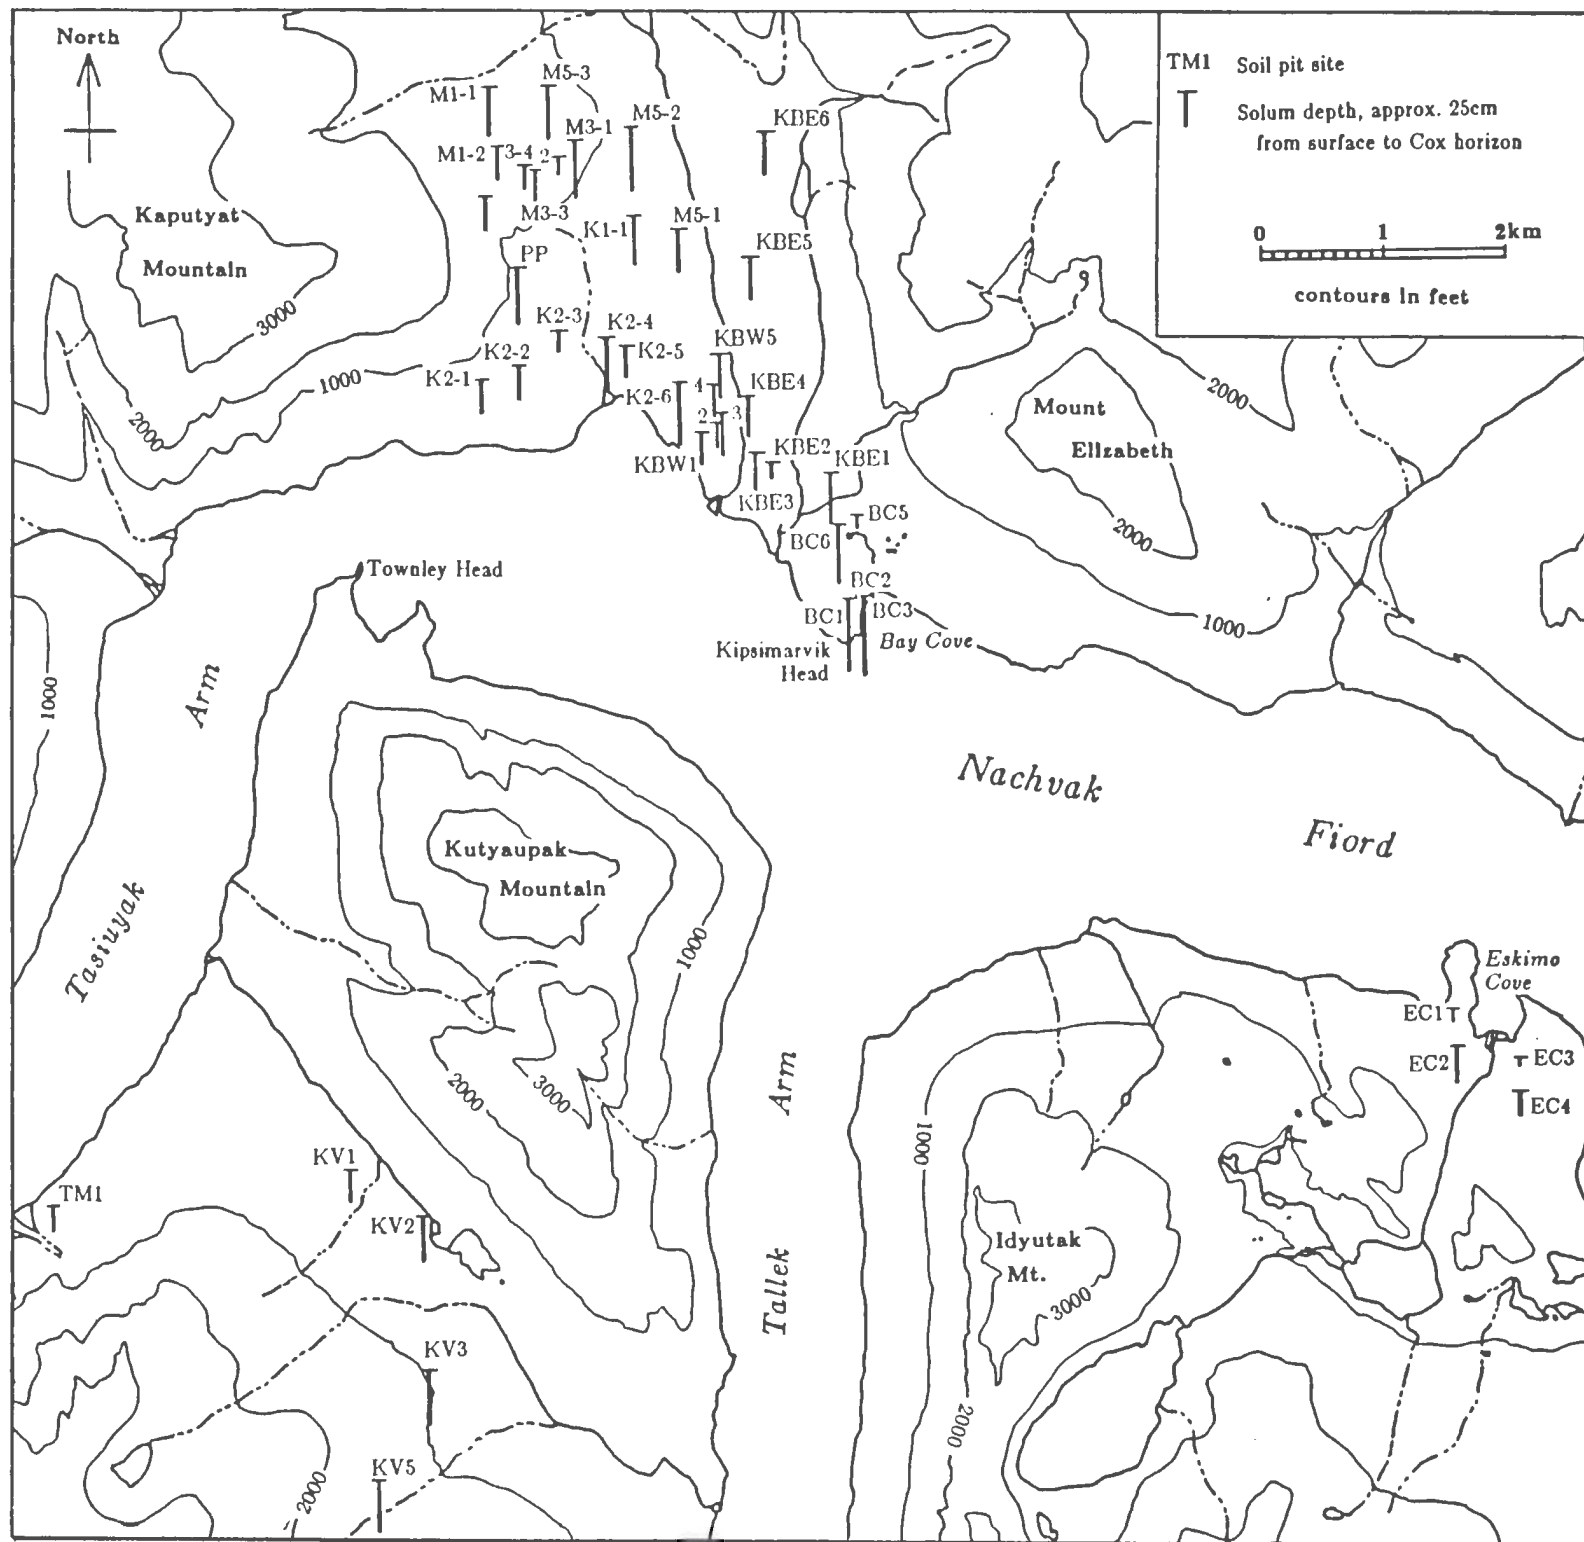 North
TM1 Soil pit site
Solum depth, approx. 25cm
from surface to Cox horizon
0 1 2km
contours in feet
M5-3
M1-1
M5-2
M3-1
KBE6
M1-2
3-4
2
M3-3
K1-1
M5-1
KBE5
Kaputyat
Mountain
3000
PP
K2-3
K2-4
KBW5
K2-2
K2-5
1000
K2-1
4
KBE4
K2-6
2000
3
2
KBW1
KBE2
KBE1
KBE3
BC5
BC6
2000
Mount
Elizabeth
2000
1000
Townley Head
BC2
BC1
BC3
Bay Cove
Kipsimarvik
Head
1000
Tasiuyak
Arm
Nachvak
Fiord
Kutyaupak
Mountain
1000
2000
3000
Tallek
Arm
Eskimo
Cove
EC1
EC2
EC3
EC4
1000
Idyutak
Mt.
3000
2000
KV1
TM1
KV2
KV3
KV5
2000